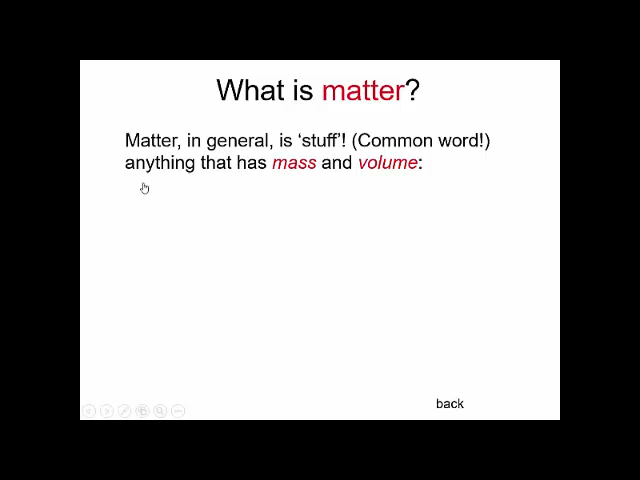 What is matter?
Matter, in general, is ‘stuff’! (Common word!)
anything that has mass and volume:
back